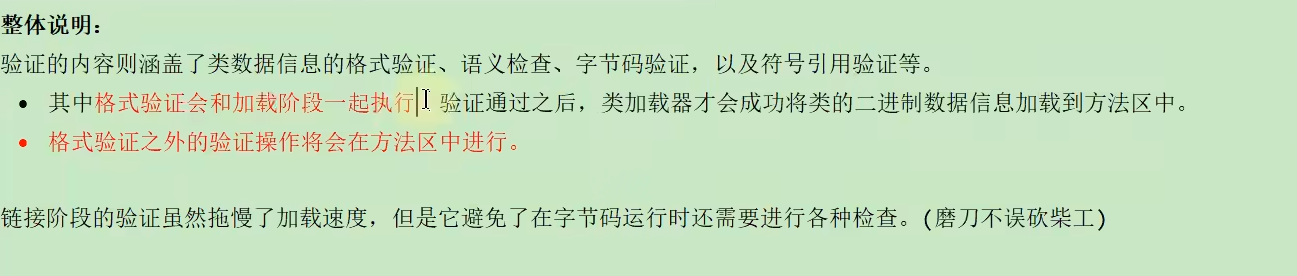 整体说明：
验证的内容则涵盖了类数据信息的格式验证、语义检查、字节码验证，以及符号引用验证等。
• 其中格式验证会和加载阶段一起执行 验证通过之后，类加载器才会成功将类的二进制数据信息加载到方法区中。
• 格式验证之外的验证操作将会在方法区中进行。
链接阶段的验证虽然拖慢了加载速度，但是它避免了在字节码运行时还需要进行各种检查。(磨刀不误砍柴工)